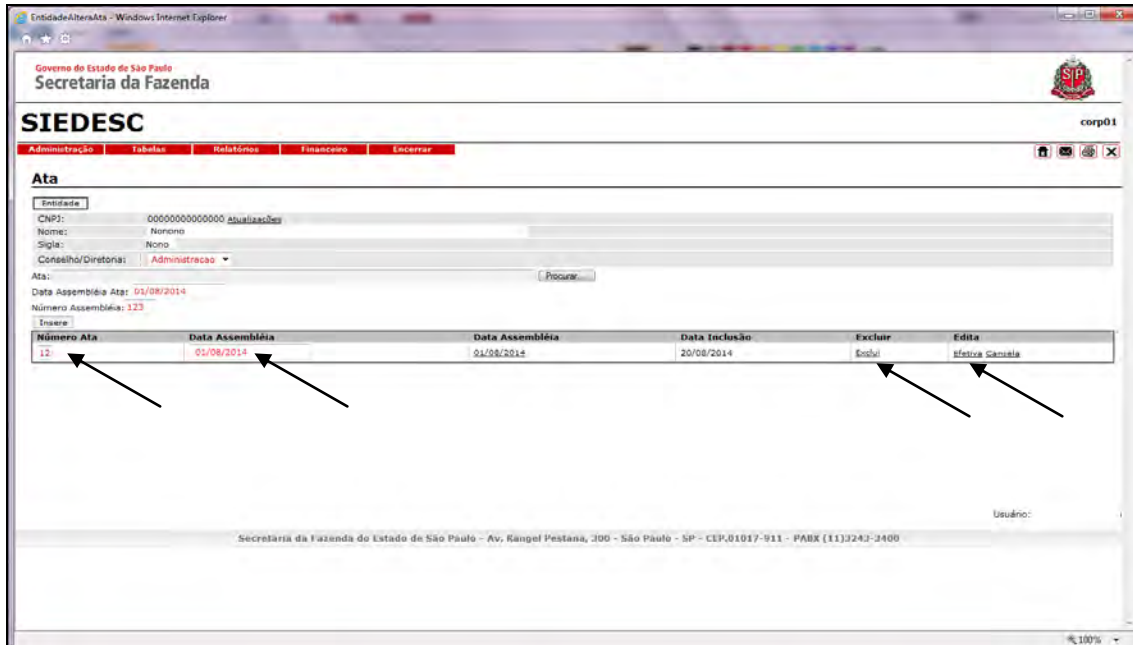 EntidadeAlteraAta - Windows Internet Explorer
Governo do Estado de São Paulo
Secretaria da Fazenda
SIEDESC
corp01
Administração Tabelas Relatórios Financeiro Encerrar
Ata
Entidade
CNPJ: 00000000000000 Atualizações
Nome: Nonono
Sigla: Nono
Conselho/Diretoria: Administracao
Ata: Procurar...
Data Assembléia Ata: 01/08/2014
Número Assembléia: 123
Insere
Número Ata Data Assembléia Data Assembléia Data Inclusão Excluir Edita
12 01/08/2014 01/08/2014 20/08/2014 Exclui Efetiva Cancela
Usuário:
Secretaria da Fazenda do Estado de São Paulo - Av. Rangel Pestana, 300 - São Paulo - SP - CEP.01017-911 - PABX (11)3243-3400
100%